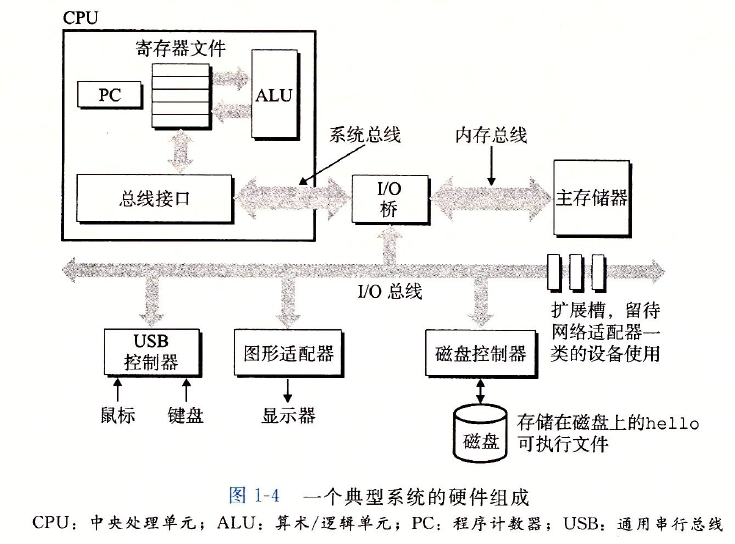 CPU
寄存器文件
PC
ALU
系统总线
内存总线
总线接口
I/O
桥
主存储器
I/O 总线
扩展槽，留待
网络适配器一
类的设备使用
USB
控制器
图形适配器
磁盘控制器
鼠标
键盘
显示器
磁盘
存储在磁盘上的hello
可执行文件
图 1-4 一个典型系统的硬件组成
CPU：中央处理单元；ALU：算术/逻辑单元；PC：程序计数器；USB：通用串行总线